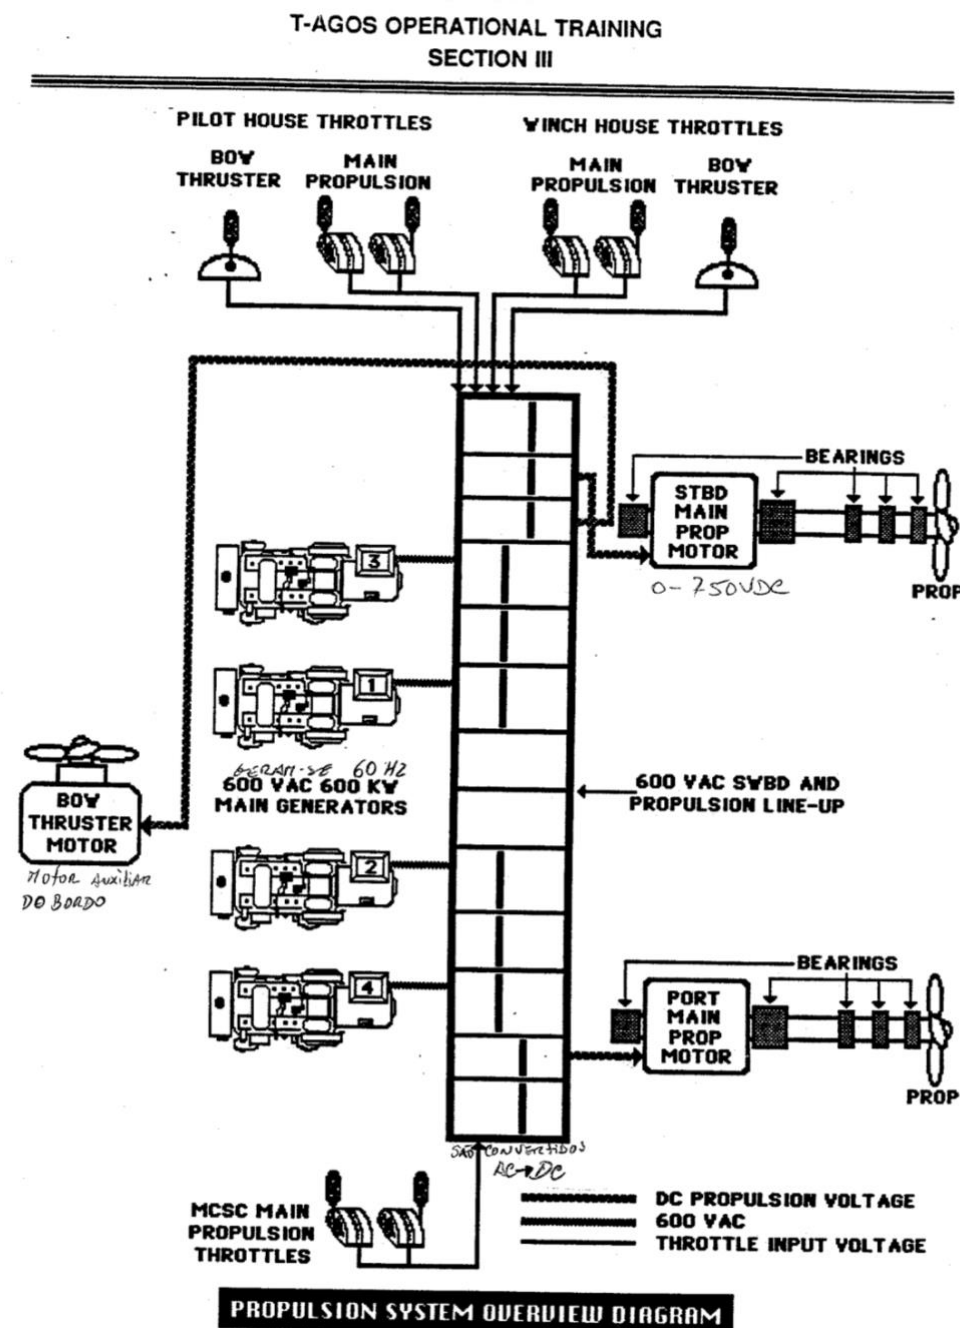 T-AGOS OPERATIONAL TRAINING
SECTION III
PILOT HOUSE THROTTLES
WINCH HOUSE THROTTLES
BOW
THRUSTER
MAIN
PROPULSION
MAIN
PROPULSION
BOW
THRUSTER
BEARINGS
STBD
MAIN
PROP
MOTOR
PROP
0-750VDC
3
1
GERAM-SE 60 HZ
600 VAC 600 KW
MAIN GENERATORS
600 VAC SWBD AND
PROPULSION LINE-UP
BOW
THRUSTER
MOTOR
MOTOR AUXILIAR
DO BORDO
2
4
BEARINGS
PORT
MAIN
PROP
MOTOR
PROP
SÃO CONVERTIDOS
AC→DC
MCSC MAIN
PROPULSION
THROTTLES
DC PROPULSION VOLTAGE
600 VAC
THROTTLE INPUT VOLTAGE
PROPULSION SYSTEM OVERVIEW DIAGRAM